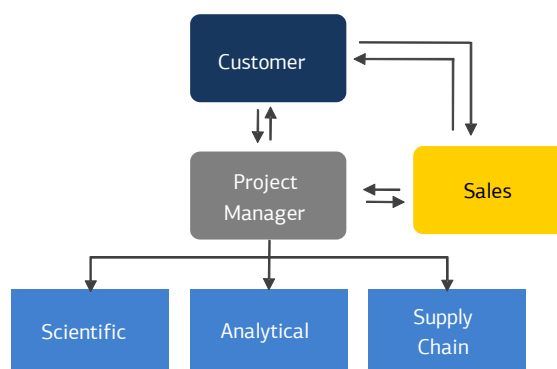 Customer
Project
Manager
Sales
Scientific
Analytical
Supply
Chain